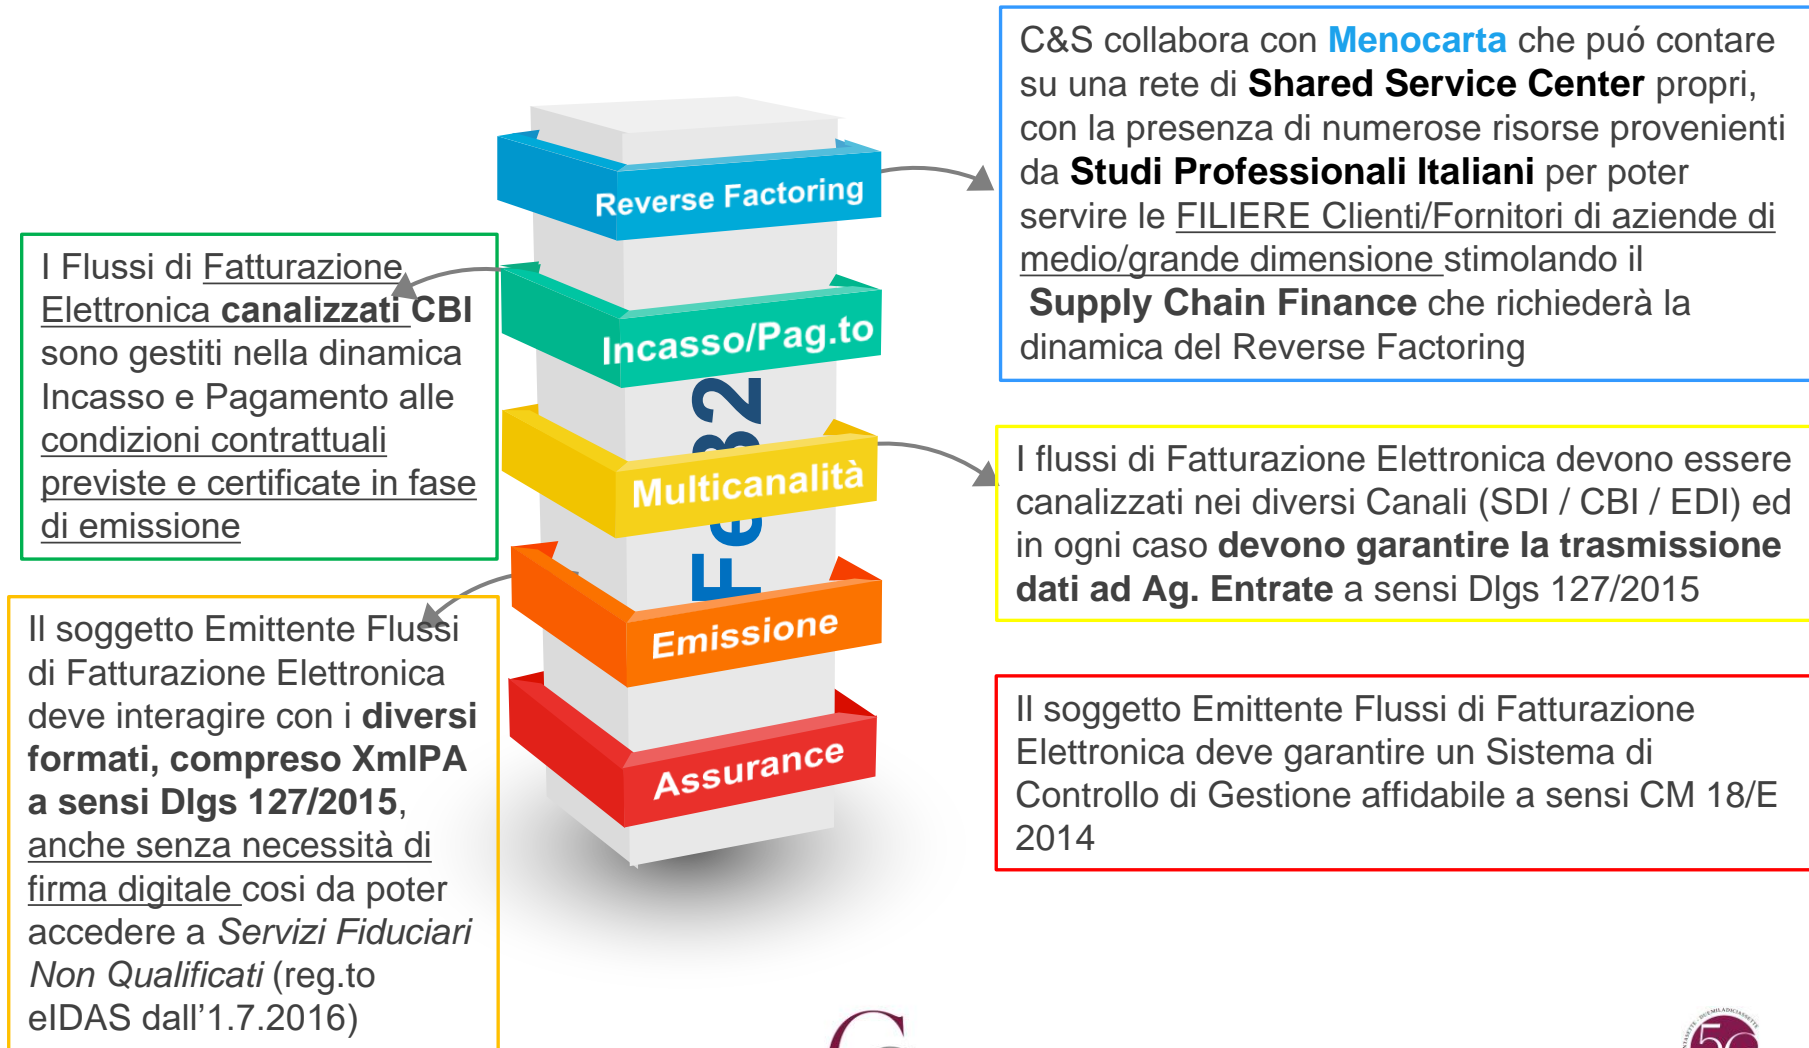 C&S collabora con Menocarta che puó contare
su una rete di Shared Service Center propri,
con la presenza di numerose risorse provenienti
da Studi Professionali Italiani per poter
servire le FILIERE Clienti/Fornitori di aziende di
medio/grande dimensione stimolando il
Supply Chain Finance che richiederà la
dinamica del Reverse Factoring
Reverse Factoring
I Flussi di Fatturazione
Elettronica canalizzati CBI
sono gestiti nella dinamica
Incasso e Pagamento alle
condizioni contrattuali
previste e certificate in fase
di emissione
Incasso/Pag.to
Multicanalità
I flussi di Fatturazione Elettronica devono essere
canalizzati nei diversi Canali (SDI / CBI / EDI) ed
in ogni caso devono garantire la trasmissione
dati ad Ag. Entrate a sensi Dlgs 127/2015
Emissione
Il soggetto Emittente Flussi
di Fatturazione Elettronica
deve interagire con i diversi
formati, compreso XmlPA
a sensi Dlgs 127/2015,
anche senza necessità di
firma digitale cosi da poter
accedere a Servizi Fiduciari
Non Qualificati (reg.to
eIDAS dall’1.7.2016)
Assurance
Il soggetto Emittente Flussi di Fatturazione
Elettronica deve garantire un Sistema di
Controllo di Gestione affidabile a sensi CM 18/E
2014